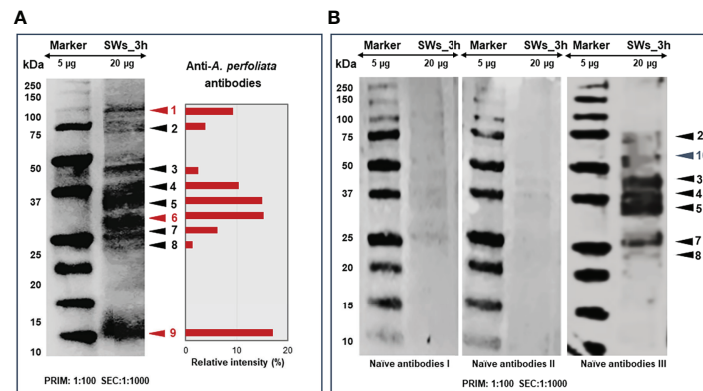 A
Marker SWs_3h
kDa 5 µg 20 µg
Anti-A. perfoliata
antibodies
250
150
100
75
50
37
25
20
15
10
1
2
3
4
5
6
7
8
9
0 10 20
Relative intensity (%)
PRIM: 1:100 SEC:1:1000
B
Marker SWs_3h Marker SWs_3h Marker SWs_3h
kDa 5 µg 20 µg 5 µg 20 µg 5 µg 20 µg
250
150
100
75
50
37
25
20
15
10
2
3
4
5
7
8
Naïve antibodies I Naïve antibodies II Naïve antibodies III
PRIM: 1:100 SEC:1:1000